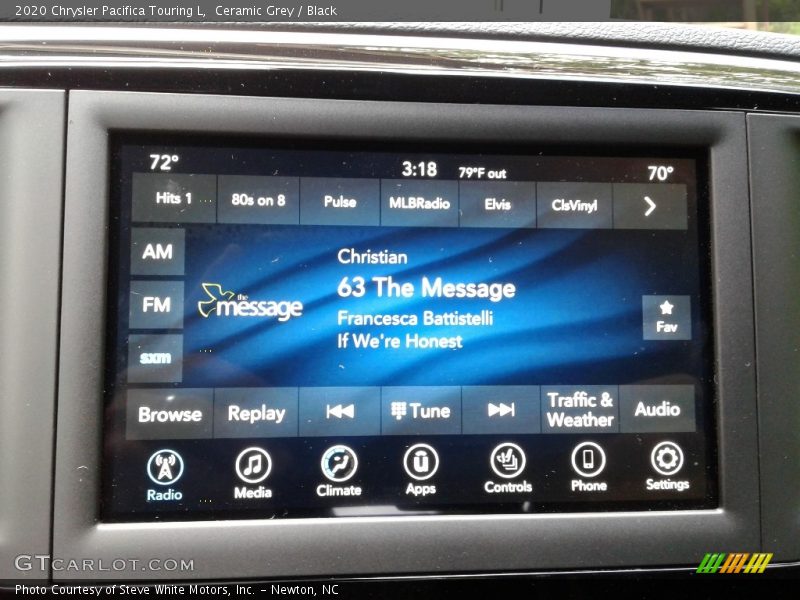 2020 Chrysler Pacifica Touring L,  Ceramic Grey / Black
72° 3:18 79°F out 70°
Hits 1 80s on 8 Pulse MLBRadio Elvis ClsVinyl
AM
FM
sxm
the message
Christian
63 The Message
Francesca Battistelli
If We're Honest
Fav
Browse Replay Tune Traffic & Weather Audio
Radio Media Climate Apps Controls Phone Settings
GTCARLOT.COM
Photo Courtesy of Steve White Motors, Inc. – Newton, NC